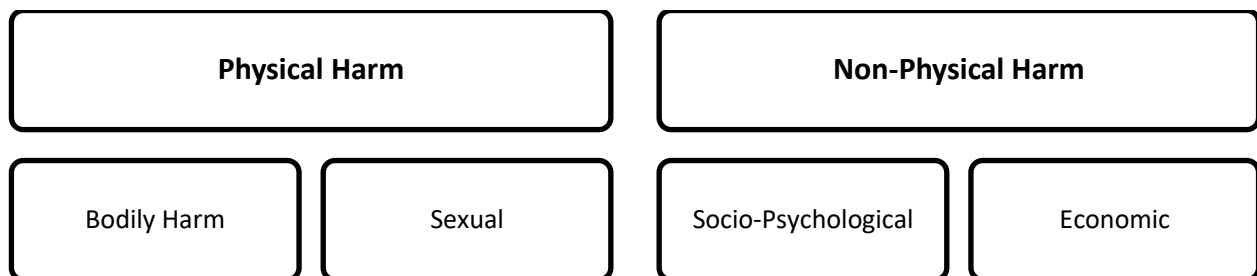 Physical Harm
Non-Physical Harm
Bodily Harm
Sexual
Socio-Psychological
Economic